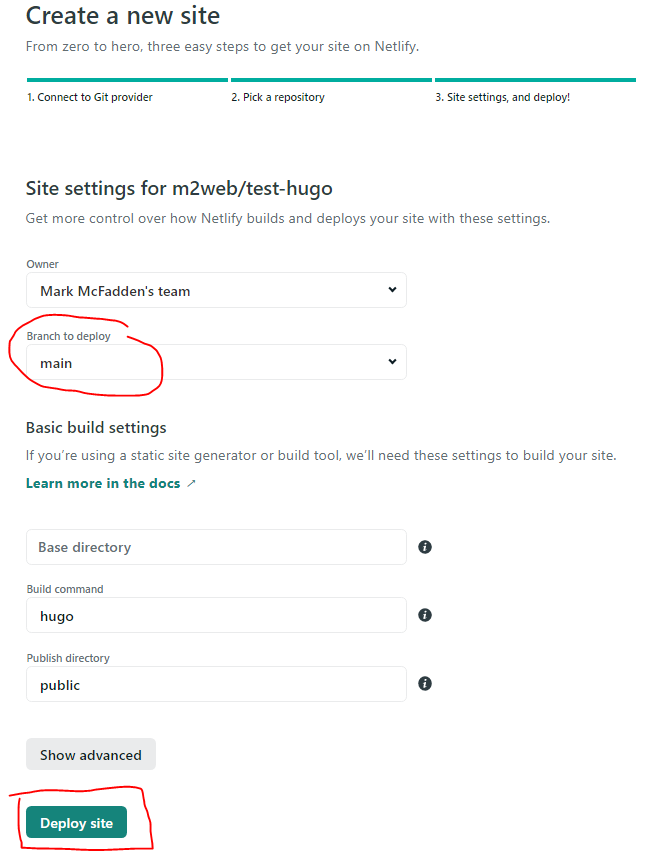 Create a new site
From zero to hero, three easy steps to get your site on Netlify.
1. Connect to Git provider
2. Pick a repository
3. Site settings, and deploy!
Site settings for m2web/test-hugo
Get more control over how Netlify builds and deploys your site with these settings.
Owner
Mark McFadden's team
Branch to deploy
main
Basic build settings
If you’re using a static site generator or build tool, we’ll need these settings to build your site.
Learn more in the docs ↗
Base directory
Build command
hugo
Publish directory
public
Show advanced
Deploy site